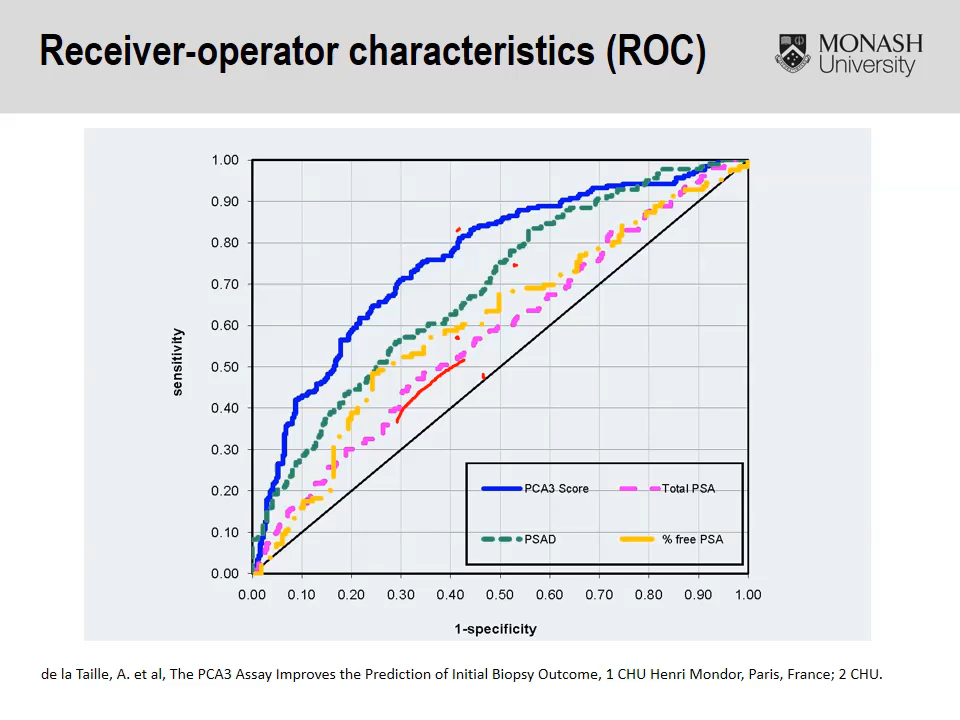 Receiver-operator characteristics (ROC)
MONASH
University
1.00
0.90
0.80
0.70
0.60
0.50
0.40
0.30
0.20
0.10
0.00
sensitivity
PCA3 Score
Total PSA
PSAD
% free PSA
0.00 0.10 0.20 0.30 0.40 0.50 0.60 0.70 0.80 0.90 1.00
1-specificity
de la Taille, A. et al, The PCA3 Assay Improves the Prediction of Initial Biopsy Outcome, 1 CHU Henri Mondor, Paris, France; 2 CHU.